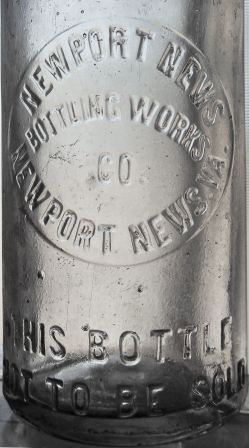 NEWPORT NEWS
BOTTLING WORKS
CO.
NEWPORT NEWS, VA.
THIS BOTTLE
NOT TO BE SOLD